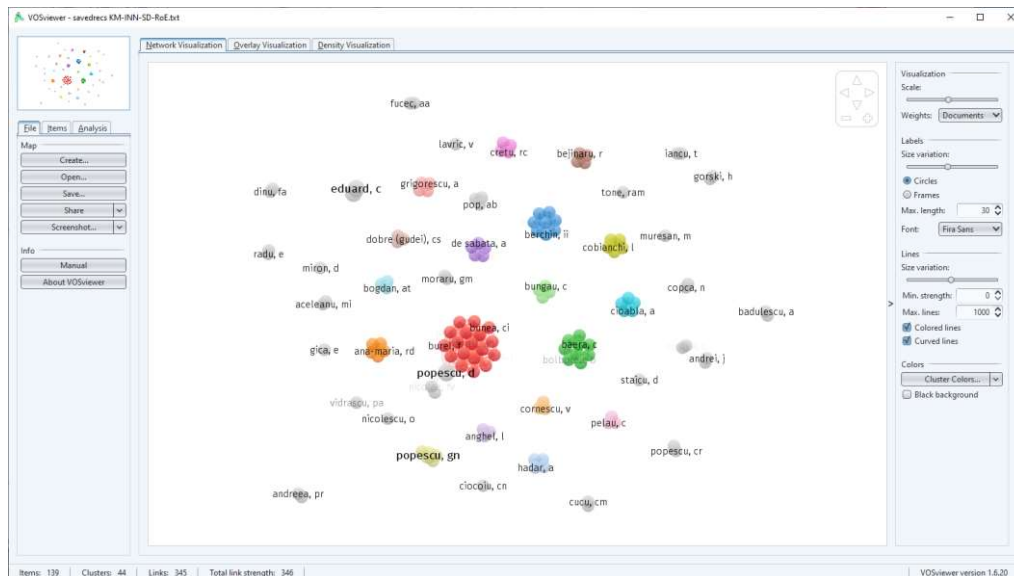 VOSviewer - savedrecs KM-INN-SD-RoE.txt
Network Visualization Overlay Visualization Density Visualization
File Items Analysis
Map
Create...
Open...
Save...
Share
Screenshot...
Info
Manual
About VOSviewer
fucec, aa
lavric, v
cretu, rc
bejinaru, r
iancu, t
gorski, h
dinu, fa
eduard, c
grigorescu, a
pop, ab
tone, ram
berchin, ii
dobre (gudei), cs
de sabata, a
cobianchi, l
muresan, m
radu, e
miron, d
bogdan, at
moraru, gm
bungau, c
copca, n
aceleanu, mi
cioabla, a
badulescu, a
bunea, ci
gica, e
ana-maria, rd
burel,
baera, c
andrei, j
popescu, d
staicu, d
vidrascu, pa
nicolescu, o
cornescu, v
pelau, c
anghel, l
popescu, gn
hadar, a
popescu, cr
ciocoiu, cn
andreea, pr
cucu, cm
Visualization
Scale:
Weights: Documents
Labels
Size variation:
Circles
Frames
Max. length: 30
Font: Fira Sans
Lines
Size variation:
Min. strength: 0
Max. lines: 1000
Colored lines
Curved lines
Colors
Cluster Colors...
Black background
Items: 139 Clusters: 44 Links: 345 Total link strength: 346 VOSviewer version 1.6.20